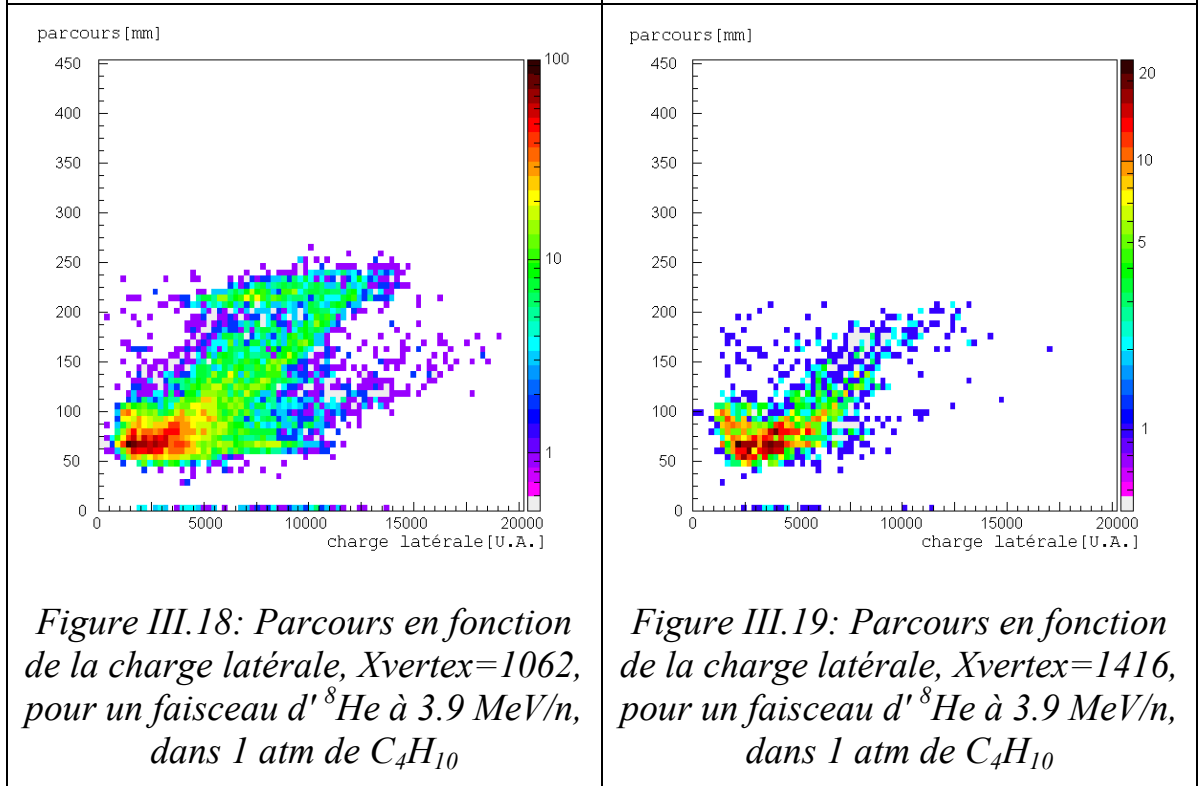 parcours[mm]
450
400
350
300
250
200
150
100
50
0
0 5000 10000 15000 20000
charge latérale[U.A.]
100
10
1
Figure III.18: Parcours en fonction
de la charge latérale, Xvertex=1062,
pour un faisceau d' ⁸He à 3.9 MeV/n,
dans 1 atm de C₄H₁₀
parcours[mm]
450
400
350
300
250
200
150
100
50
0
0 5000 10000 15000 20000
charge latérale[U.A.]
20
10
5
1
Figure III.19: Parcours en fonction
de la charge latérale, Xvertex=1416,
pour un faisceau d' ⁸He à 3.9 MeV/n,
dans 1 atm de C₄H₁₀